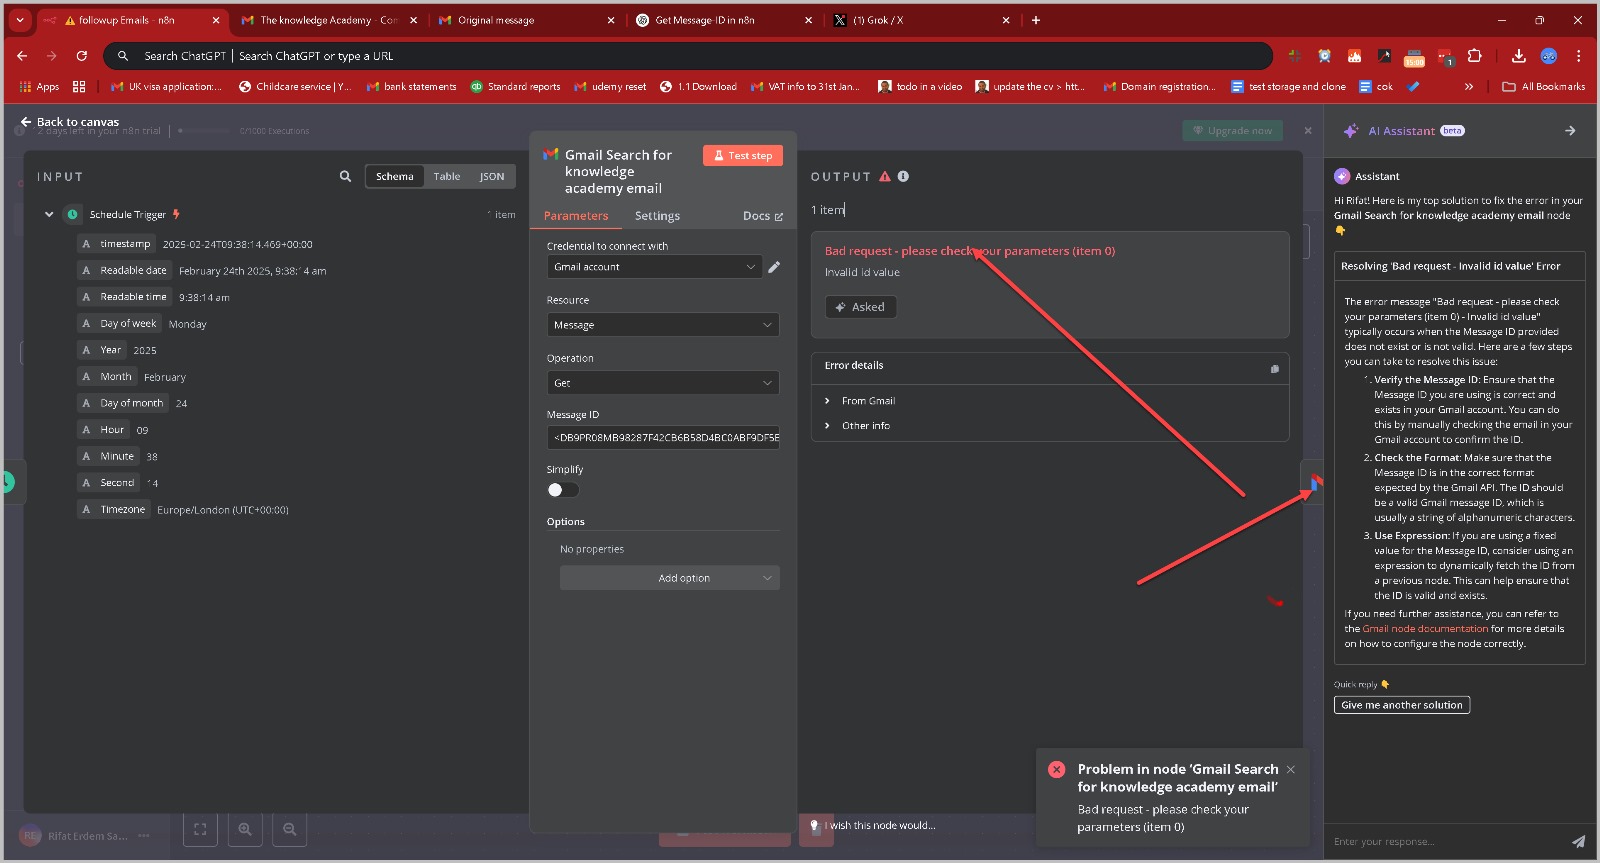 followup Emails - n8n
The knowledge Academy - Con
Original message
Get Message-ID in n8n
(1) Grok / X
Search ChatGPT | Search ChatGPT or type a URL
15:00
1
Apps
UK visa application:...
Childcare service | Y...
bank statements
Standard reports
udemy reset
1.1 Download
VAT info to 31st Jan...
todo in a video
update the cv > htt...
Domain registration...
test storage and clone
cok
All Bookmarks
Back to canvas
2 days left in your n8n trial
0/1000 Executions
Upgrade now
AI Assistant beta
INPUT
Schema
Table
JSON
Schedule Trigger
1 item
A timestamp 2025-02-24T09:38:14.469+00:00
A Readable date February 24th 2025, 9:38:14 am
A Readable time 9:38:14 am
A Day of week Monday
A Year 2025
A Month February
A Day of month 24
A Hour 09
A Minute 38
A Second 14
A Timezone Europe/London (UTC+00:00)
Gmail Search for
knowledge
academy email
Test step
Parameters
Settings
Docs
Credential to connect with
Gmail account
Resource
Message
Operation
Get
Message ID
<DB9PR08MB98287F42CB6B58D4BC0ABF9DF5E
Simplify
Options
No properties
Add option
OUTPUT
1 item
Bad request - please check your parameters (item 0)
Invalid id value
Asked
Error details
From Gmail
Other info
Assistant
Hi Rifat! Here is my top solution to fix the error in your
Gmail Search for knowledge academy email node
👇
Resolving 'Bad request - Invalid id value' Error
The error message "Bad request - please check
your parameters (item 0) - Invalid id value"
typically occurs when the Message ID provided
does not exist or is not valid. Here are a few steps
you can take to resolve this issue:
1. Verify the Message ID: Ensure that the
Message ID you are using is correct and
exists in your Gmail account. You can do
this by manually checking the email in your
Gmail account to confirm the ID.
2. Check the Format: Make sure that the
Message ID is in the correct format
expected by the Gmail API. The ID should
be a valid Gmail message ID, which is
usually a string of alphanumeric characters.
3. Use Expression: If you are using a fixed
value for the Message ID, consider using an
expression to dynamically fetch the ID from
a previous node. This can help ensure that
the ID is valid and exists.
If you need further assistance, you can refer to
the Gmail node documentation for more details
on how to configure the node correctly.
Quick reply 👇
Give me another solution
Problem in node 'Gmail Search
for knowledge academy email'
Bad request - please check your
parameters (item 0)
RE Rifat Erdem Sa...
I wish this node would...
Enter your response...